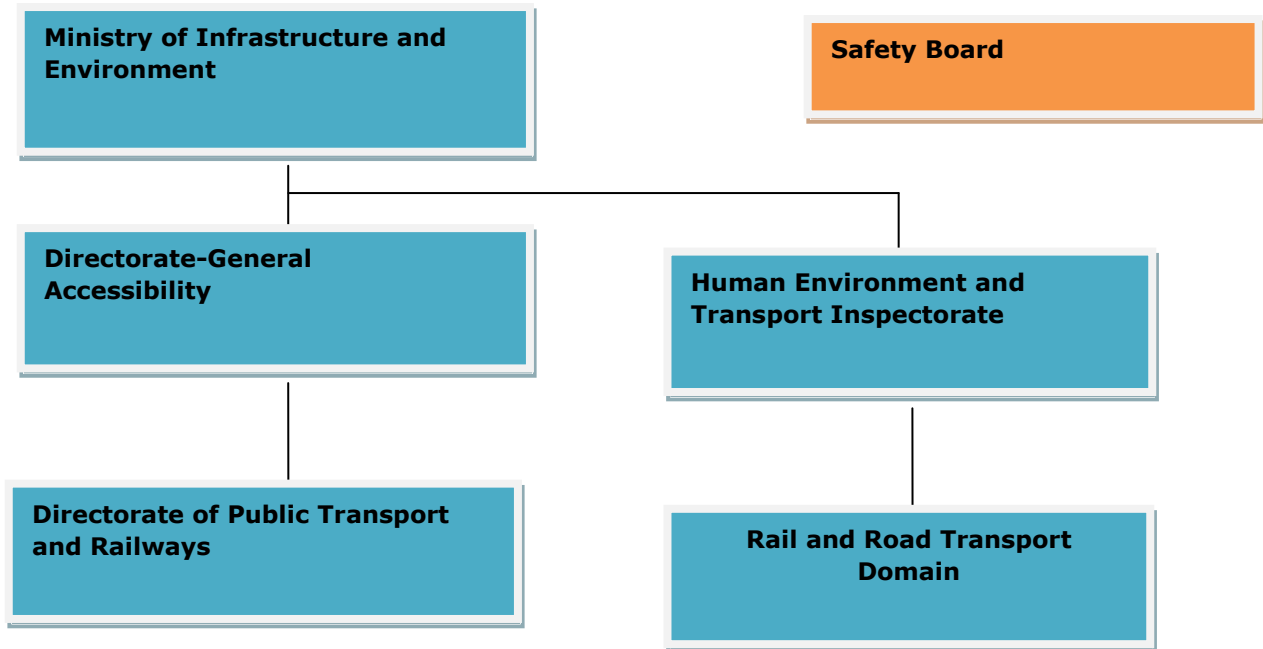 Ministry of Infrastructure and
Environment
Safety Board
Directorate-General
Accessibility
Human Environment and
Transport Inspectorate
Directorate of Public Transport
and Railways
Rail and Road Transport
Domain